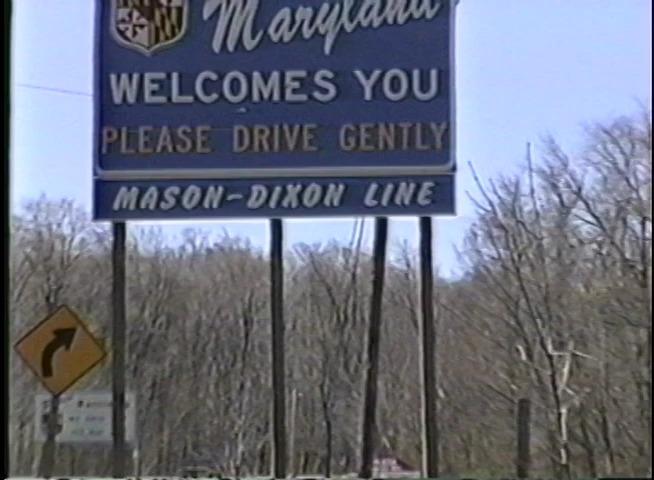 Maryland
WELCOMES YOU
PLEASE DRIVE GENTLY
MASON-DIXON LINE